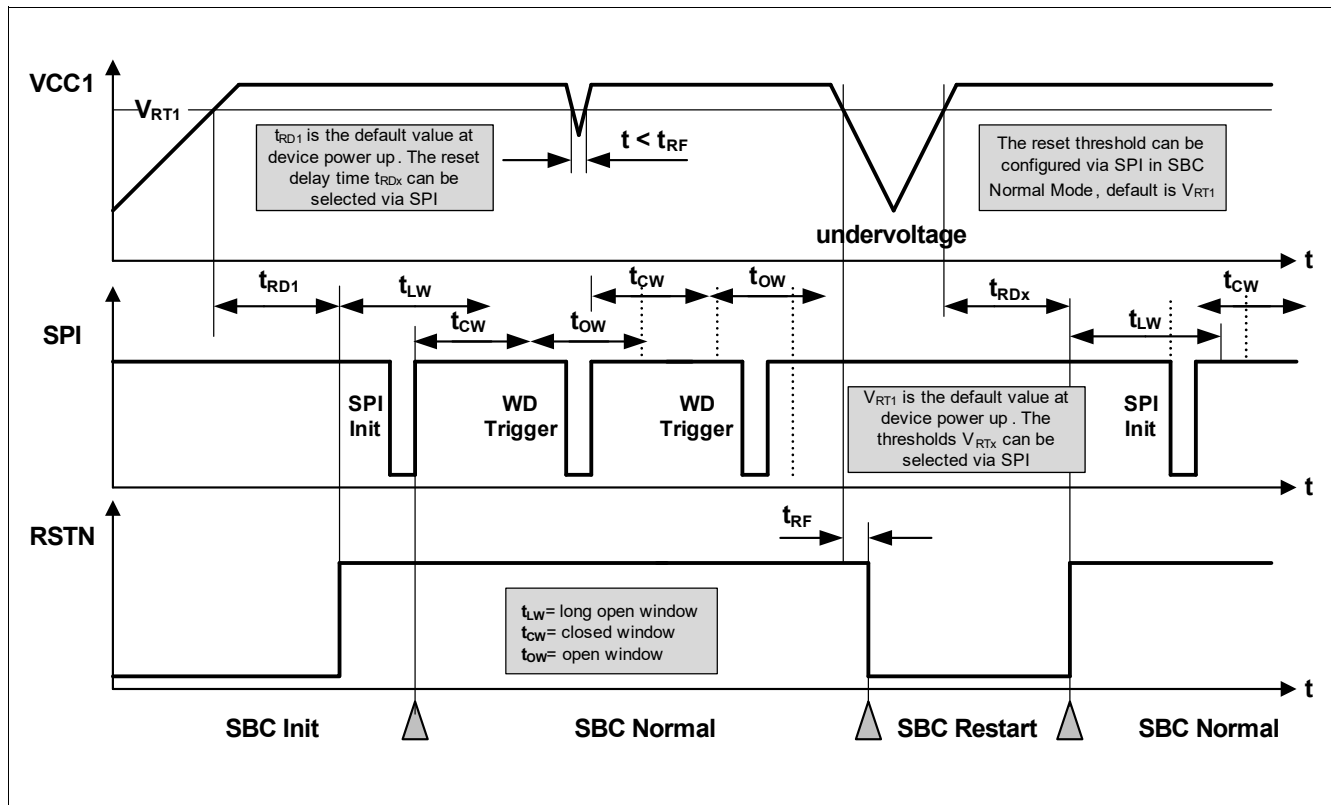 VCC1
VRT1
tRD1 is the default value at
device power up . The reset
delay time tRDx can be
selected via SPI
t < tRF
The reset threshold can be
configured via SPI in SBC
Normal Mode , default is VRT1
undervoltage
t
tRD1
tLW
tCW
tOW
tRDx
tCW
SPI
tCW
tOW
tLW
SPI
Init
WD
Trigger
WD
Trigger
VRT1 is the default value at
device power up . The
thresholds VRTx can be
selected via SPI
SPI
Init
t
RSTN
tRF
tLW= long open window
tCW= closed window
tOW= open window
t
SBC Init
SBC Normal
SBC Restart
SBC Normal